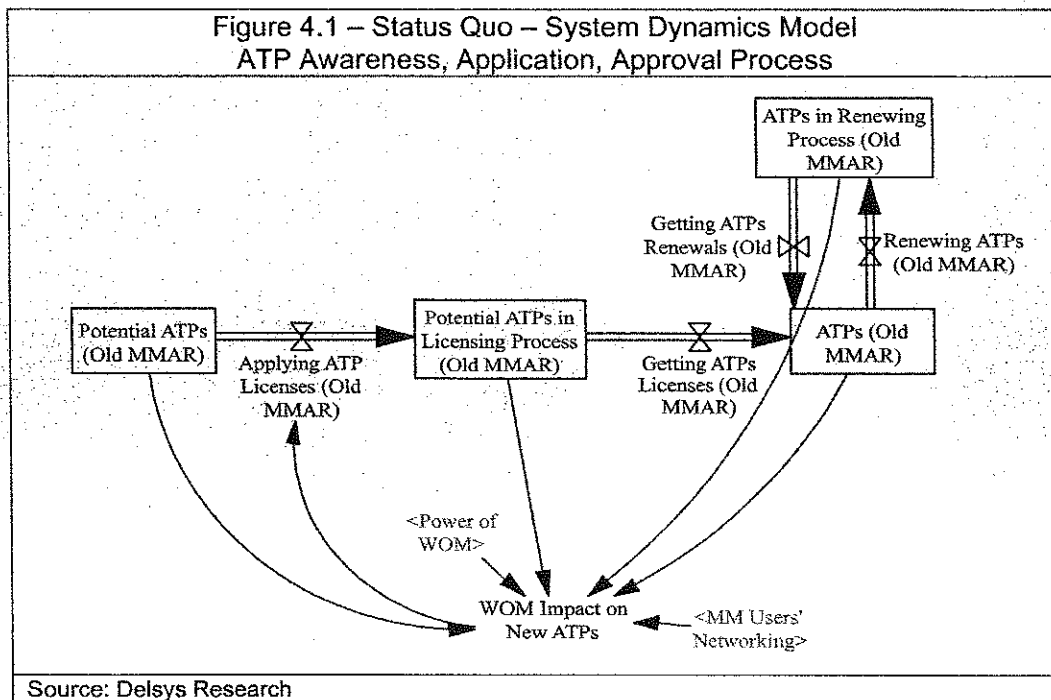 Figure 4.1 – Status Quo – System Dynamics Model
ATP Awareness, Application, Approval Process
ATPs in Renewing
Process (Old
MMAR)
Getting ATPs
Renewals (Old
MMAR)
Renewing ATPs
(Old MMAR)
Potential ATPs
(Old MMAR)
Applying ATP
Licenses (Old
MMAR)
Potential ATPs in
Licensing Process
(Old MMAR)
Getting ATPs
Licenses (Old
MMAR)
ATPs (Old
MMAR)
<Power of
WOM>
WOM Impact on
New ATPs
<MM Users'
Networking>
Source: Delsys Research